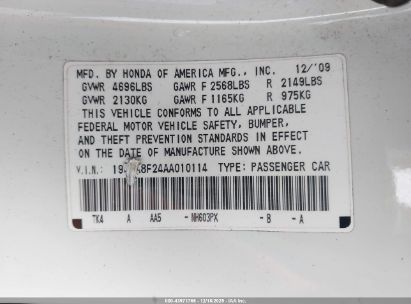 MFD. BY HONDA OF AMERICA MFG., INC. 12/'09
GVWR 4696LBS GAWR F 2568LBS R 2149LBS
GVWR 2130KG GAWR F 1165KG R 975KG
THIS VEHICLE CONFORMS TO ALL APPLICABLE
FEDERAL MOTOR VEHICLE SAFETY, BUMPER,
AND THEFT PREVENTION STANDARDS IN EFFECT
ON THE DATE OF MANUFACTURE SHOWN ABOVE.
V.I.N.: TYPE: PASSENGER CAR
TK4 A AA5 - NH603PX - B - A